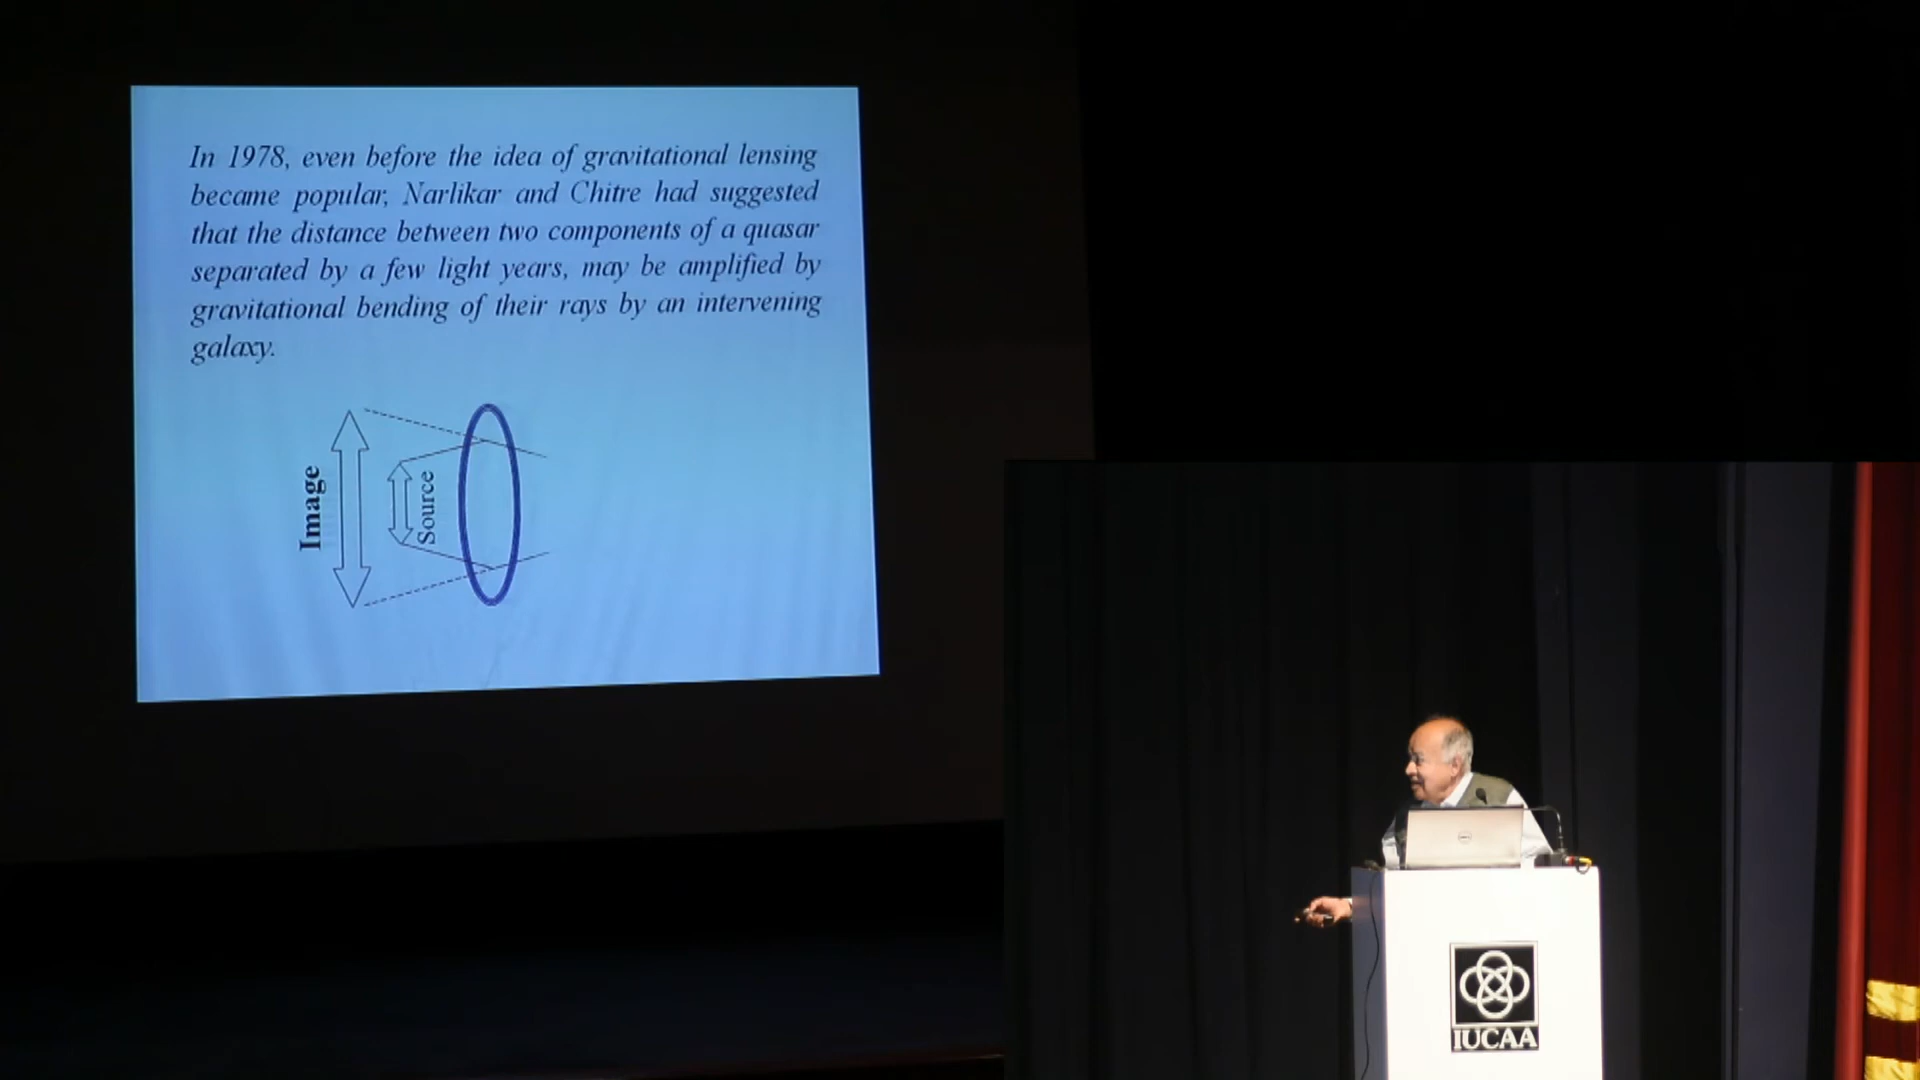 In 1978, even before the idea of gravitational lensing
became popular, Narlikar and Chitre had suggested
that the distance between two components of a quasar
separated by a few light years, may be amplified by
gravitational bending of their rays by an intervening
galaxy.
Image
Source
IUCAA